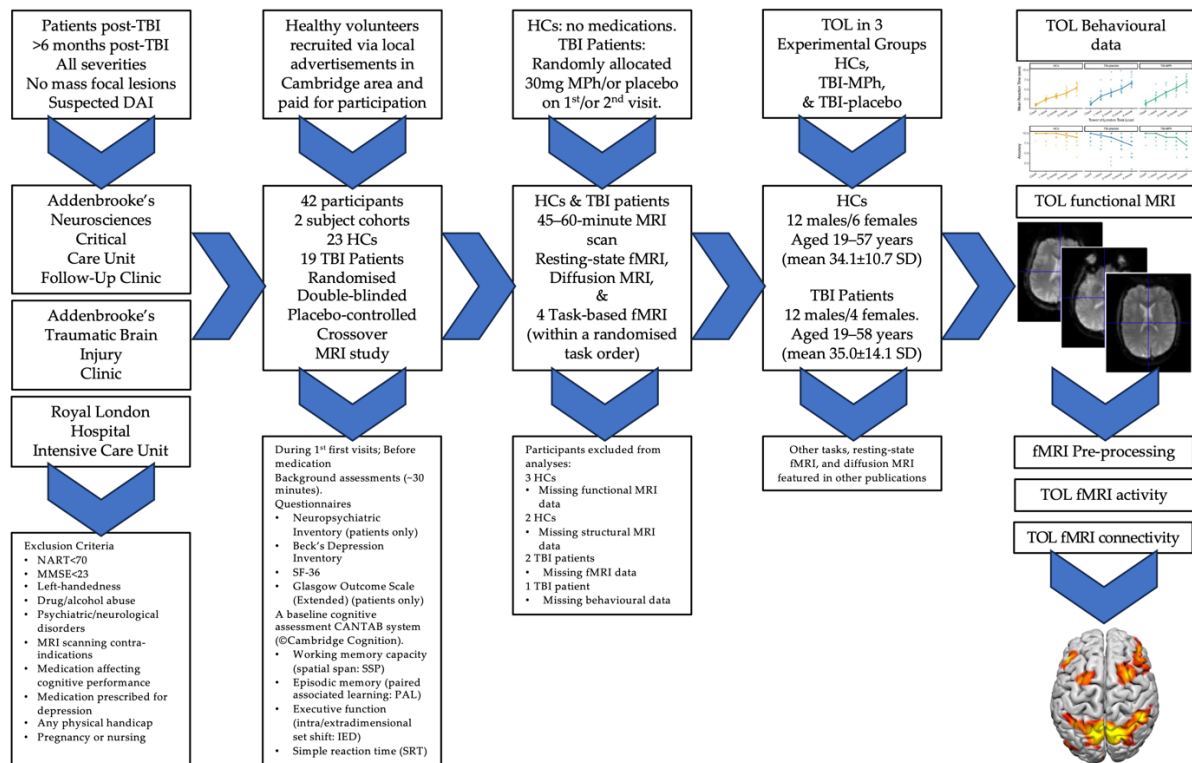 Patients post-TBI
>6 months post-TBI
All severities
No mass focal lesions
Suspected DAI
Addenbrooke's
Neurosciences
Critical
Care Unit
Follow-Up Clinic
Addenbrooke's
Traumatic Brain
Injury
Clinic
Royal London
Hospital
Intensive Care Unit
Exclusion Criteria
• NART<70
• MMSE<23
• Left-handedness
• Drug/alcohol abuse
• Psychiatric/neurological
disorders
• MRI scanning contra-
indications
• Medication affecting
cognitive performance
• Medication prescribed for
depression
• Any physical handicap
• Pregnancy or nursing
Healthy volunteers
recruited via local
advertisements in
Cambridge area and
paid for participation
42 participants
2 subject cohorts
23 HCs
19 TBI Patients
Randomised
Double-blinded
Placebo-controlled
Crossover
MRI study
During 1st first visits; Before
medication
Background assessments (~30
minutes).
Questionnaires
• Neuropsychiatric
Inventory (patients only)
• Beck's Depression
Inventory
• SF-36
• Glasgow Outcome Scale
(Extended) (patients only)
A baseline cognitive
assessment CANTAB system
(©Cambridge Cognition).
• Working memory capacity
(spatial span: SSP)
• Episodic memory (paired
associated learning: PAL)
• Executive function
(intra/extradimensional
set shift: IED)
• Simple reaction time (SRT)
HCs: no medications.
TBI Patients:
Randomly allocated
30mg MPh/or placebo
on 1st/or 2nd visit.
HCs & TBI patients
45–60-minute MRI
scan
Resting-state fMRI,
Diffusion MRI,
&
4 Task-based fMRI
(within a randomised
task order)
Participants excluded from
analyses:
3 HCs
• Missing functional MRI
data
2 HCs
• Missing structural MRI
data
2 TBI patients
• Missing fMRI data
1 TBI patient
• Missing behavioural data
TOL in 3
Experimental Groups
HCs,
TBI-MPh,
& TBI-placebo
HCs
12 males/6 females
Aged 19–57 years
(mean 34.1±10.7 SD)
TBI Patients
12 males/4 females.
Aged 19–58 years
(mean 35.0±14.1 SD)
Other tasks, resting-state
fMRI, and diffusion MRI
featured in other publications
TOL Behavioural
data
HCs
TBI-placebo
TBI-MPh
Accuracy
TOL functional MRI
fMRI Pre-processing
TOL fMRI activity
TOL fMRI connectivity